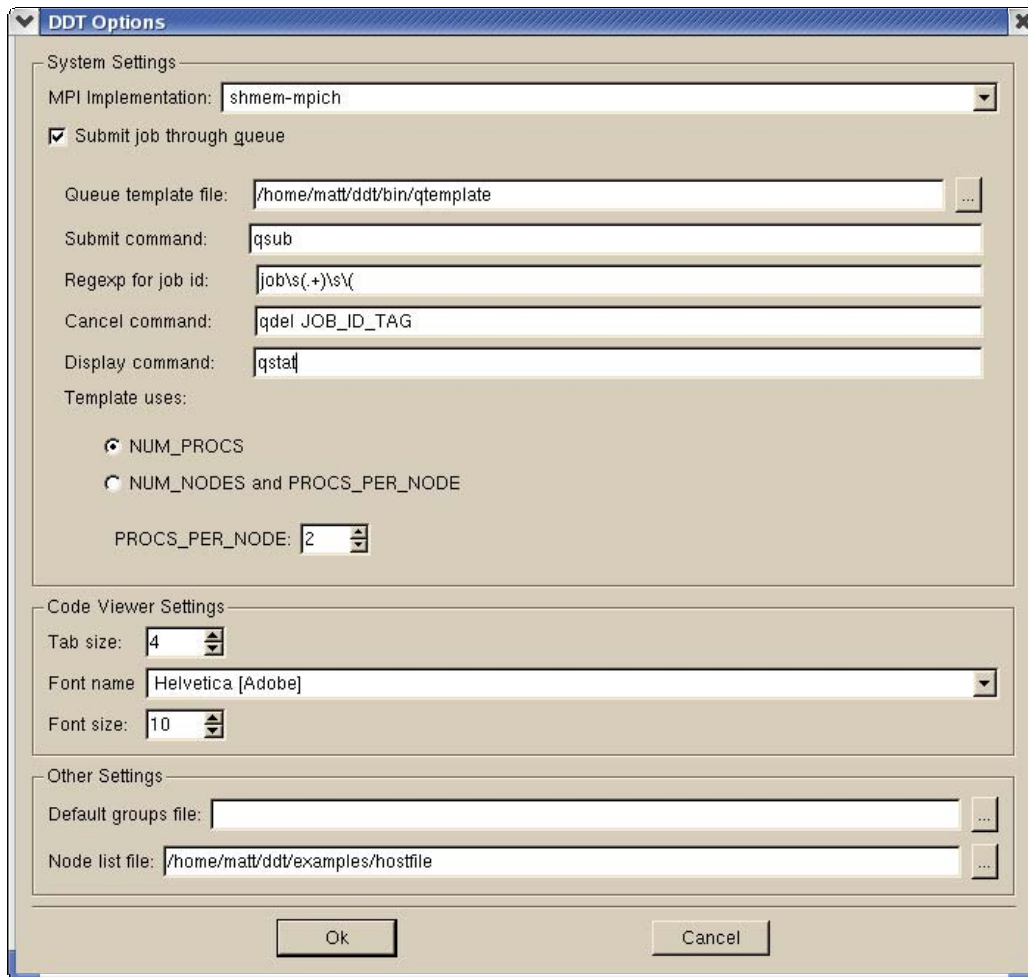 DDT Options
System Settings
MPI Implementation: shmem-mpich
Submit job through queue
Queue template file: /home/matt/ddt/bin/qtemplate ...
Submit command: qsub
Regexp for job id: job\s(.+)\s\(
Cancel command: qdel JOB_ID_TAG
Display command: qstat
Template uses:
NUM_PROCS
NUM_NODES and PROCS_PER_NODE
PROCS_PER_NODE: 2
Code Viewer Settings
Tab size: 4
Font name Helvetica [Adobe]
Font size: 10
Other Settings
Default groups file: ...
Node list file: /home/matt/ddt/examples/hostfile ...
Ok Cancel